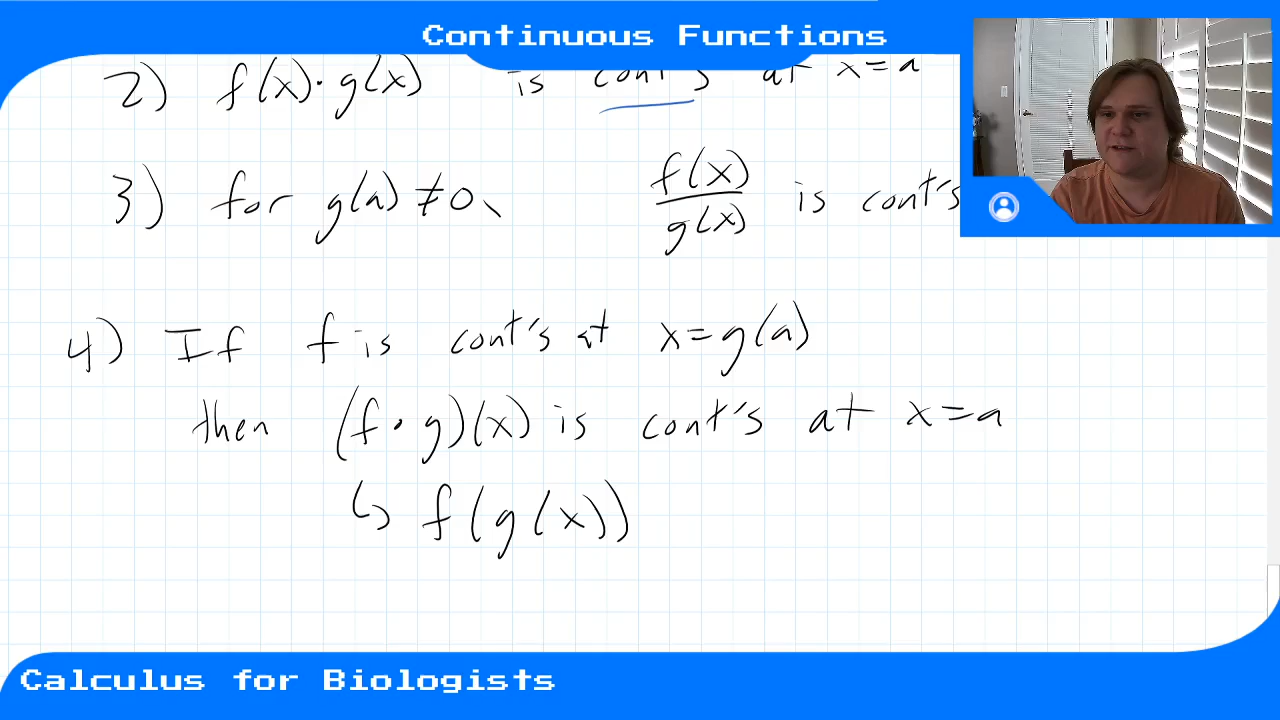 Continuous Functions
2) f(x)·g(x) is cont's at x=a
3) for g(a) ≠ 0, f(x)/g(x) is cont's
4) If f is cont's at x=g(a)
then (f·g)(x) is cont's at x=a
↳ f(g(x))
Calculus for Biologists